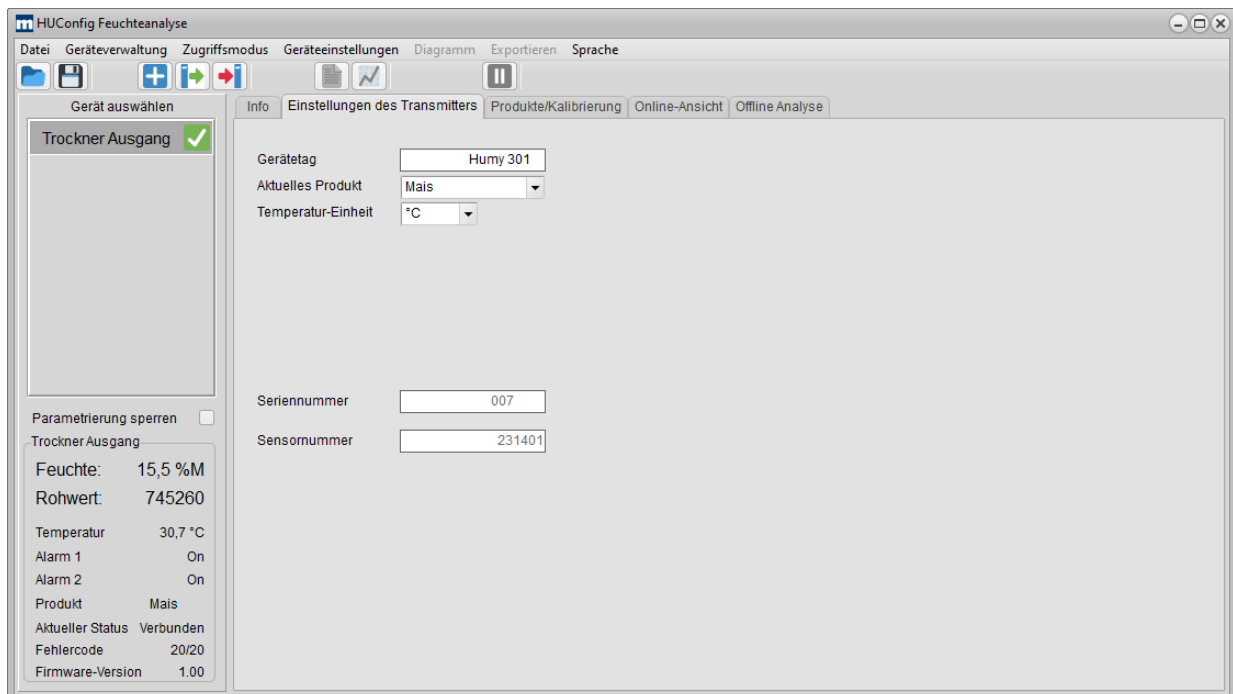 HUConfig Feuchteanalyse
Datei Geräteverwaltung Zugriffsmodus Geräteeinstellungen Diagramm Exportieren Sprache
Gerät auswählen
Trockner Ausgang
Info Einstellungen des Transmitters Produkte/Kalibrierung Online-Ansicht Offline Analyse
Gerätetag Humy 301
Aktuelles Produkt Mais
Temperatur-Einheit °C
Seriennummer 007
Sensornummer 231401
Parametrierung sperren
Trockner Ausgang
Feuchte: 15,5 %M
Rohwert: 745260
Temperatur 30,7 °C
Alarm 1 On
Alarm 2 On
Produkt Mais
Aktueller Status Verbunden
Fehlercode 20/20
Firmware-Version 1.00